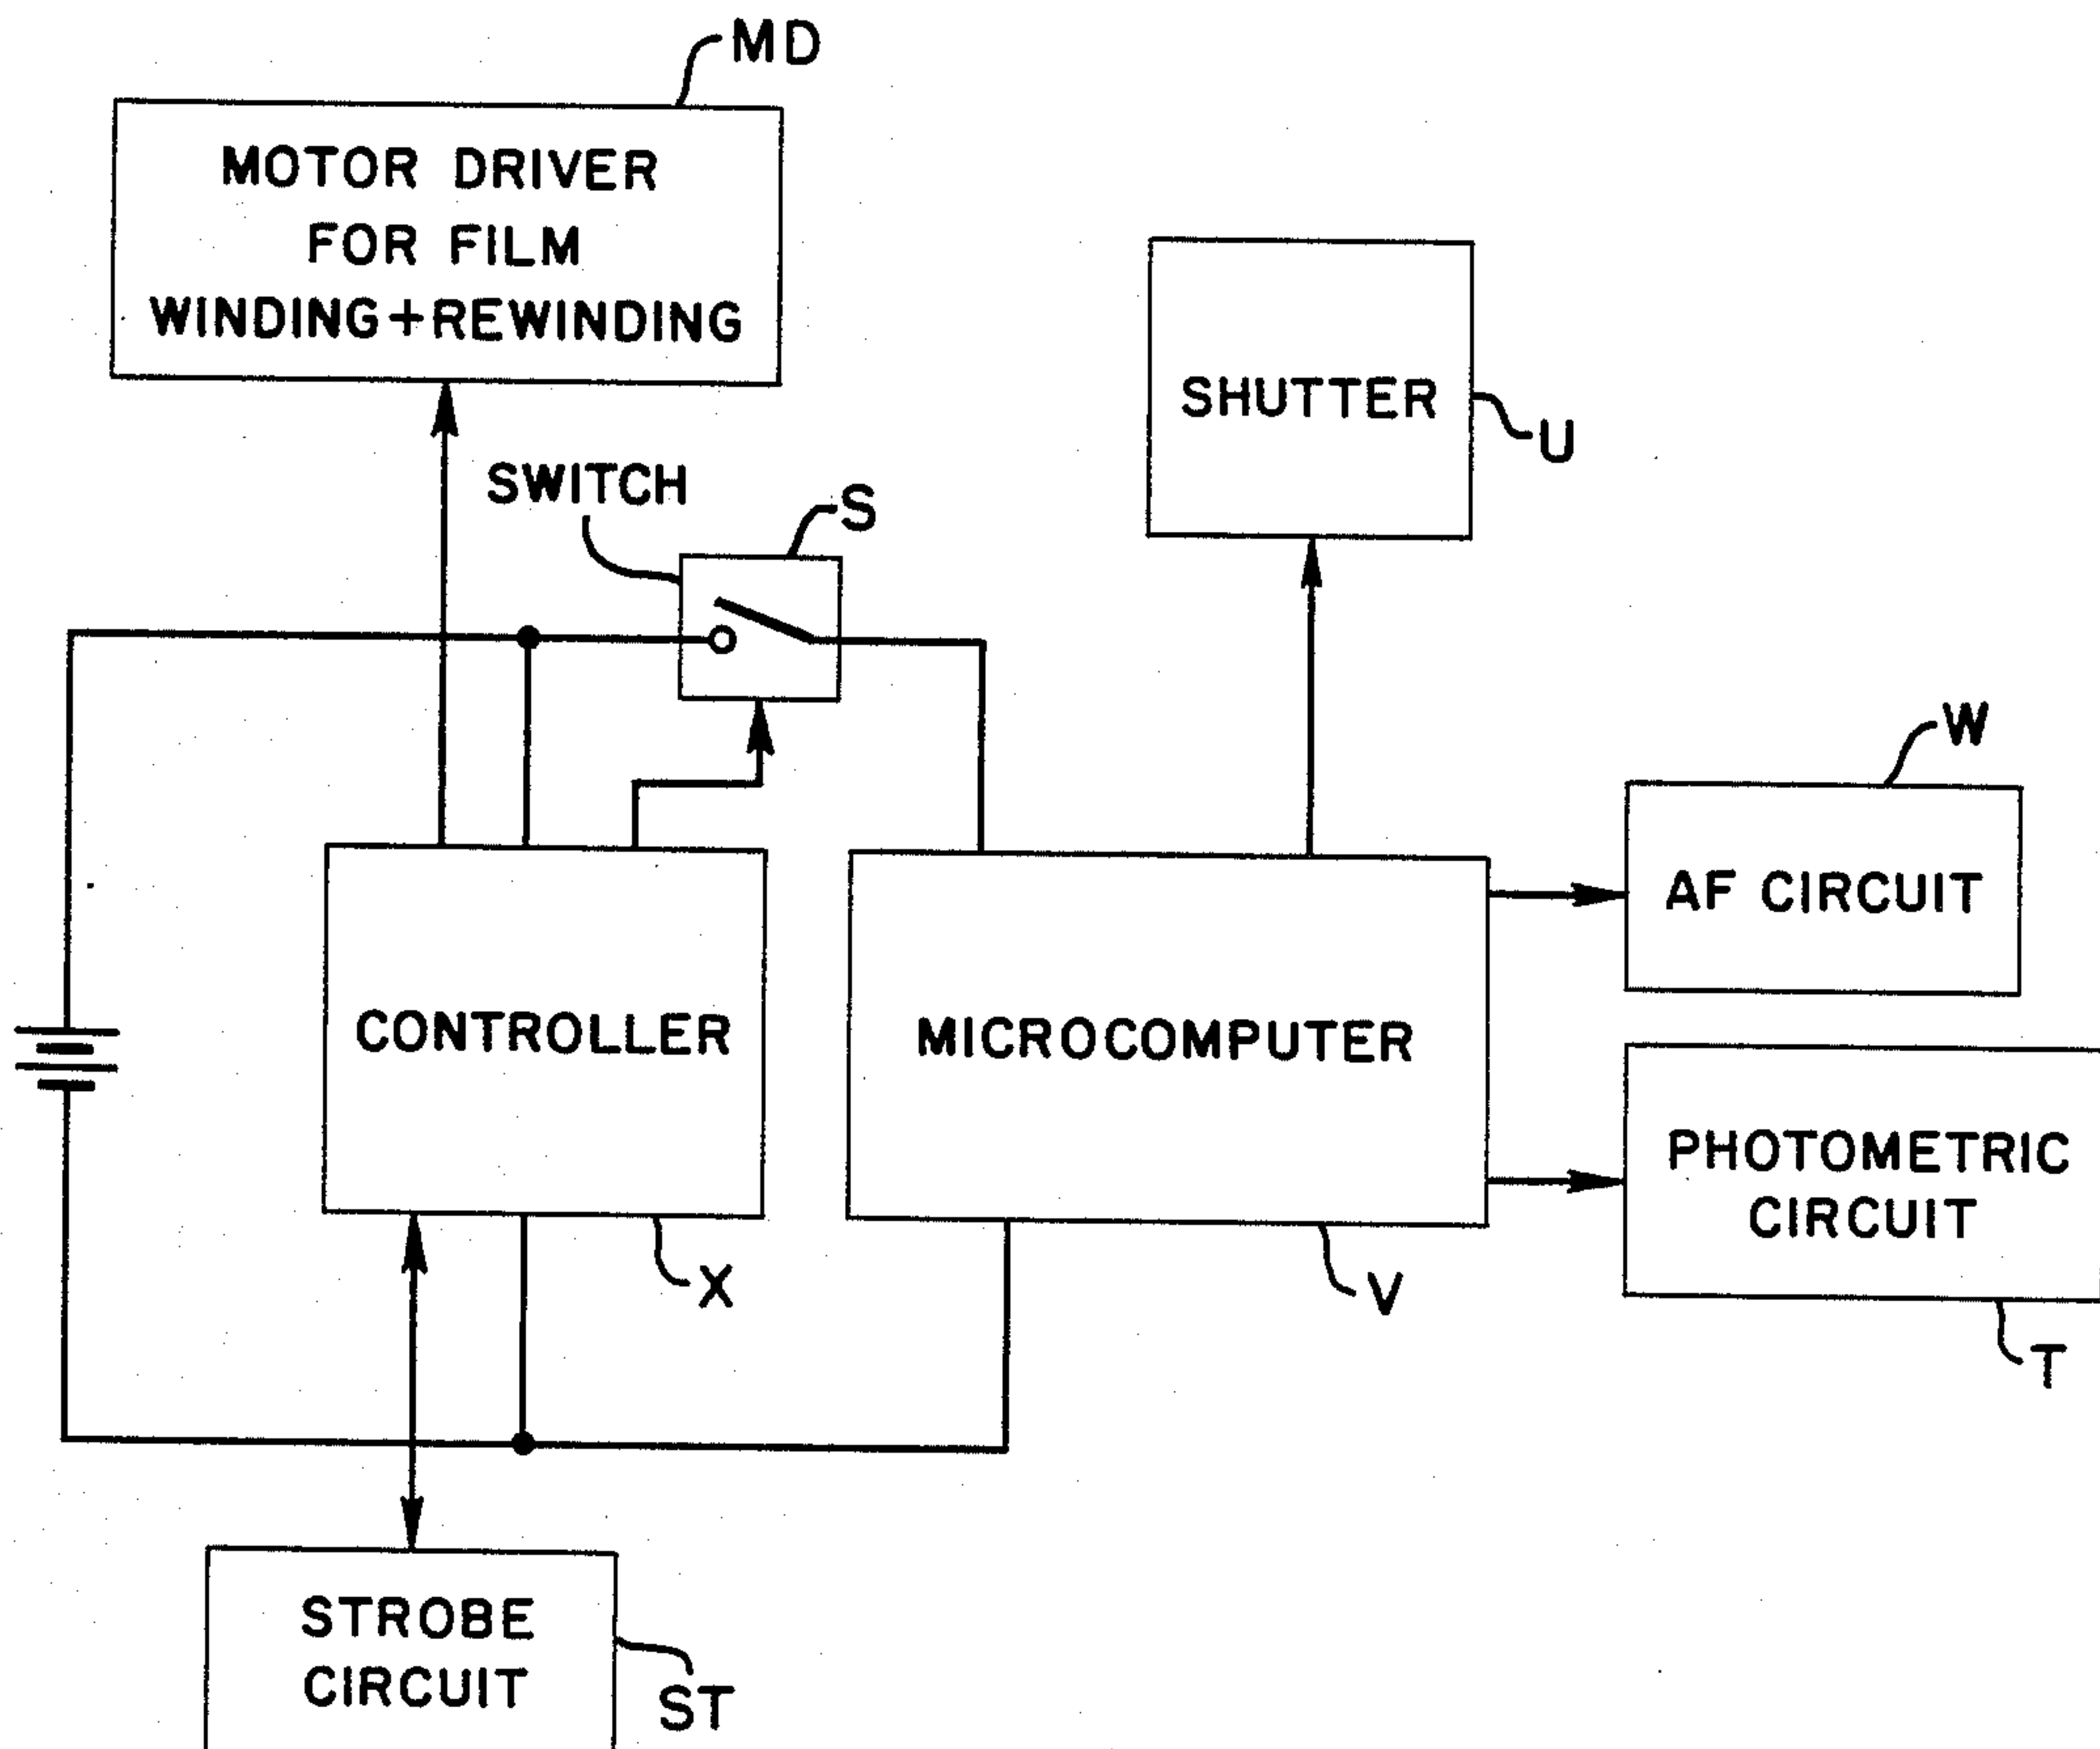 MD
MOTOR DRIVER
FOR FILM
WINDING+REWINDING
SHUTTER
U
SWITCH
S
W
AF CIRCUIT
CONTROLLER
MICROCOMPUTER
PHOTOMETRIC
CIRCUIT
X
V
T
STROBE
CIRCUIT
ST